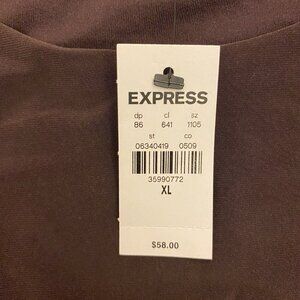 EXPRESS
dp cl sz
86 641 1105
st co
06340419 0509
35990772
XL
$58.00